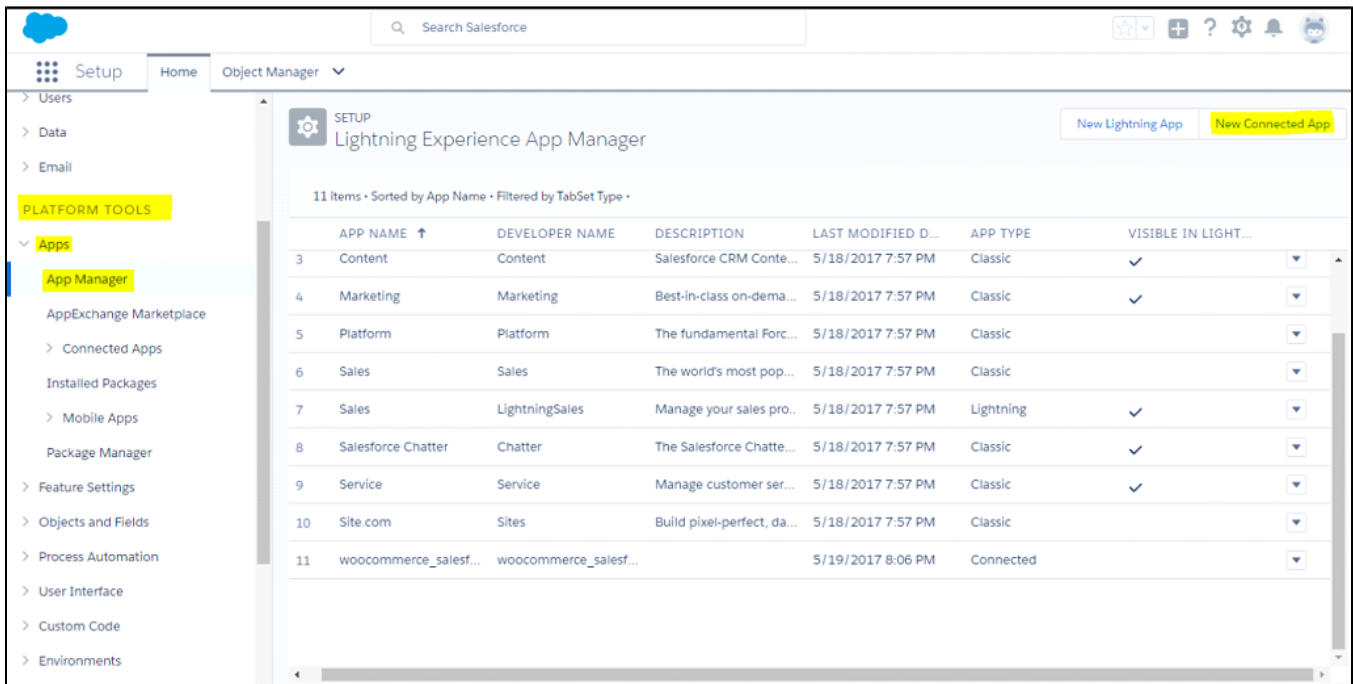 Search Salesforce
Setup
Home
Object Manager
Users
Data
Email
PLATFORM TOOLS
Apps
App Manager
AppExchange Marketplace
Connected Apps
Installed Packages
Mobile Apps
Package Manager
Feature Settings
Objects and Fields
Process Automation
User Interface
Custom Code
Environments
SETUP
Lightning Experience App Manager
New Lightning App
New Connected App
11 items • Sorted by App Name • Filtered by TabSet Type •
APP NAME ↑ DEVELOPER NAME DESCRIPTION LAST MODIFIED D... APP TYPE VISIBLE IN LIGHT...
3 Content Content Salesforce CRM Conte... 5/18/2017 7:57 PM Classic
4 Marketing Marketing Best-in-class on-dema... 5/18/2017 7:57 PM Classic
5 Platform Platform The fundamental Forc... 5/18/2017 7:57 PM Classic
6 Sales Sales The world's most pop... 5/18/2017 7:57 PM Classic
7 Sales LightningSales Manage your sales pro... 5/18/2017 7:57 PM Lightning
8 Salesforce Chatter Chatter The Salesforce Chatte... 5/18/2017 7:57 PM Classic
9 Service Service Manage customer ser... 5/18/2017 7:57 PM Classic
10 Site.com Sites Build pixel-perfect, da... 5/18/2017 7:57 PM Classic
11 woocommerce_salesf... woocommerce_salesf... 5/19/2017 8:06 PM Connected